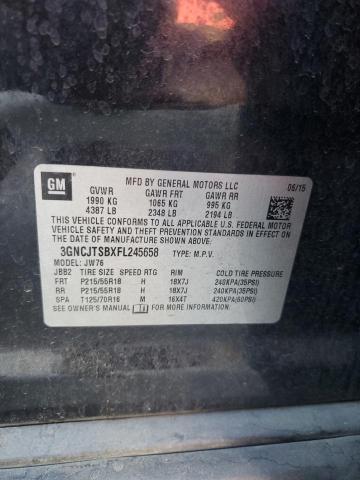 GM
MFD BY GENERAL MOTORS LLC 06/15
GVWR GAWR FRT GAWR RR
1990 KG 1065 KG 995 KG
4387 LB 2348 LB 2194 LB
THIS VEHICLE CONFORMS TO ALL APPLICABLE U.S. FEDERAL MOTOR
VEHICLE SAFETY AND THEFT PREVENTION STANDARDS IN EFFECT
ON THE DATE OF MANUFACTURE SHOWN ABOVE.
3GNCJTSBXFL245658 TYPE: M.P.V.
MODEL: JW76
JBB2 TIRE SIZE SPEED RTG RIM COLD TIRE PRESSURE
FRT P215/55R18 H 18X7J 240KPA(35PSI)
RR P215/55R18 H 18X7J 240KPA(35PSI)
SPA T125/70R16 M 16X4T 420KPA(60PSI)
SEE OWNER'S MANUAL FOR MORE INFORMATION.